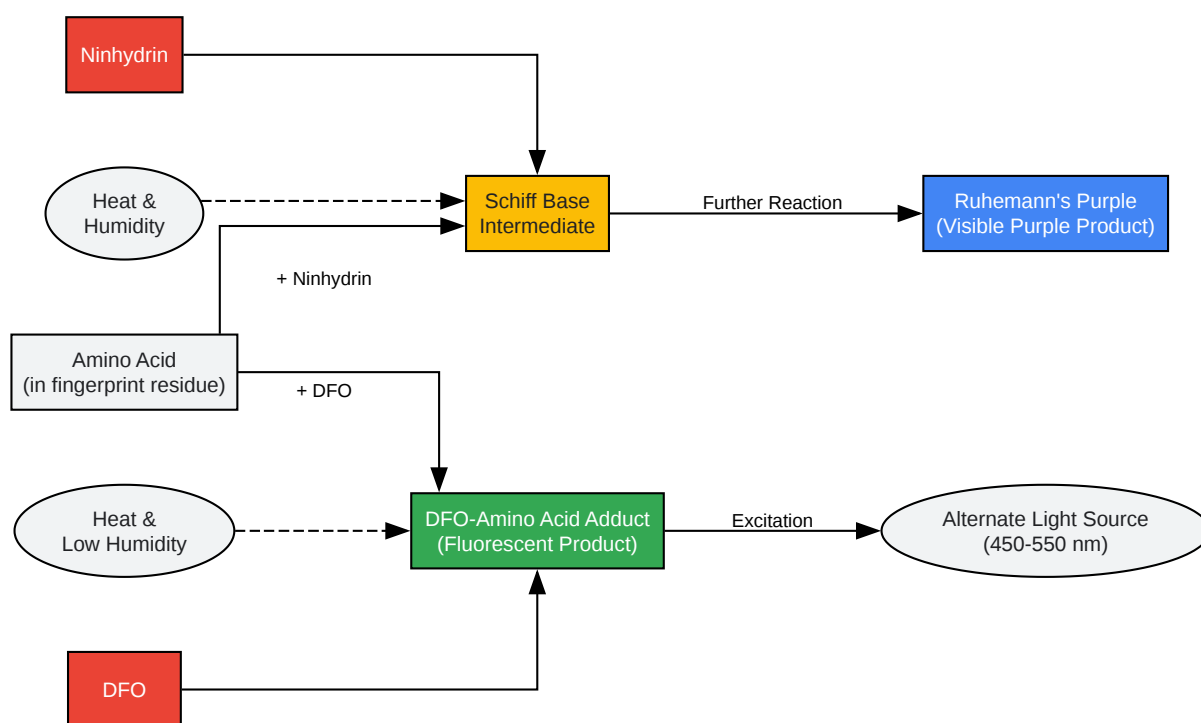 Ninhydrin
Heat &
Humidity
Schiff Base
Intermediate
Further Reaction
Ruhemann's Purple
(Visible Purple Product)
+ Ninhydrin
Amino Acid
(in fingerprint residue)
+ DFO
Heat &
Low Humidity
DFO-Amino Acid Adduct
(Fluorescent Product)
Excitation
Alternate Light Source
(450-550 nm)
DFO